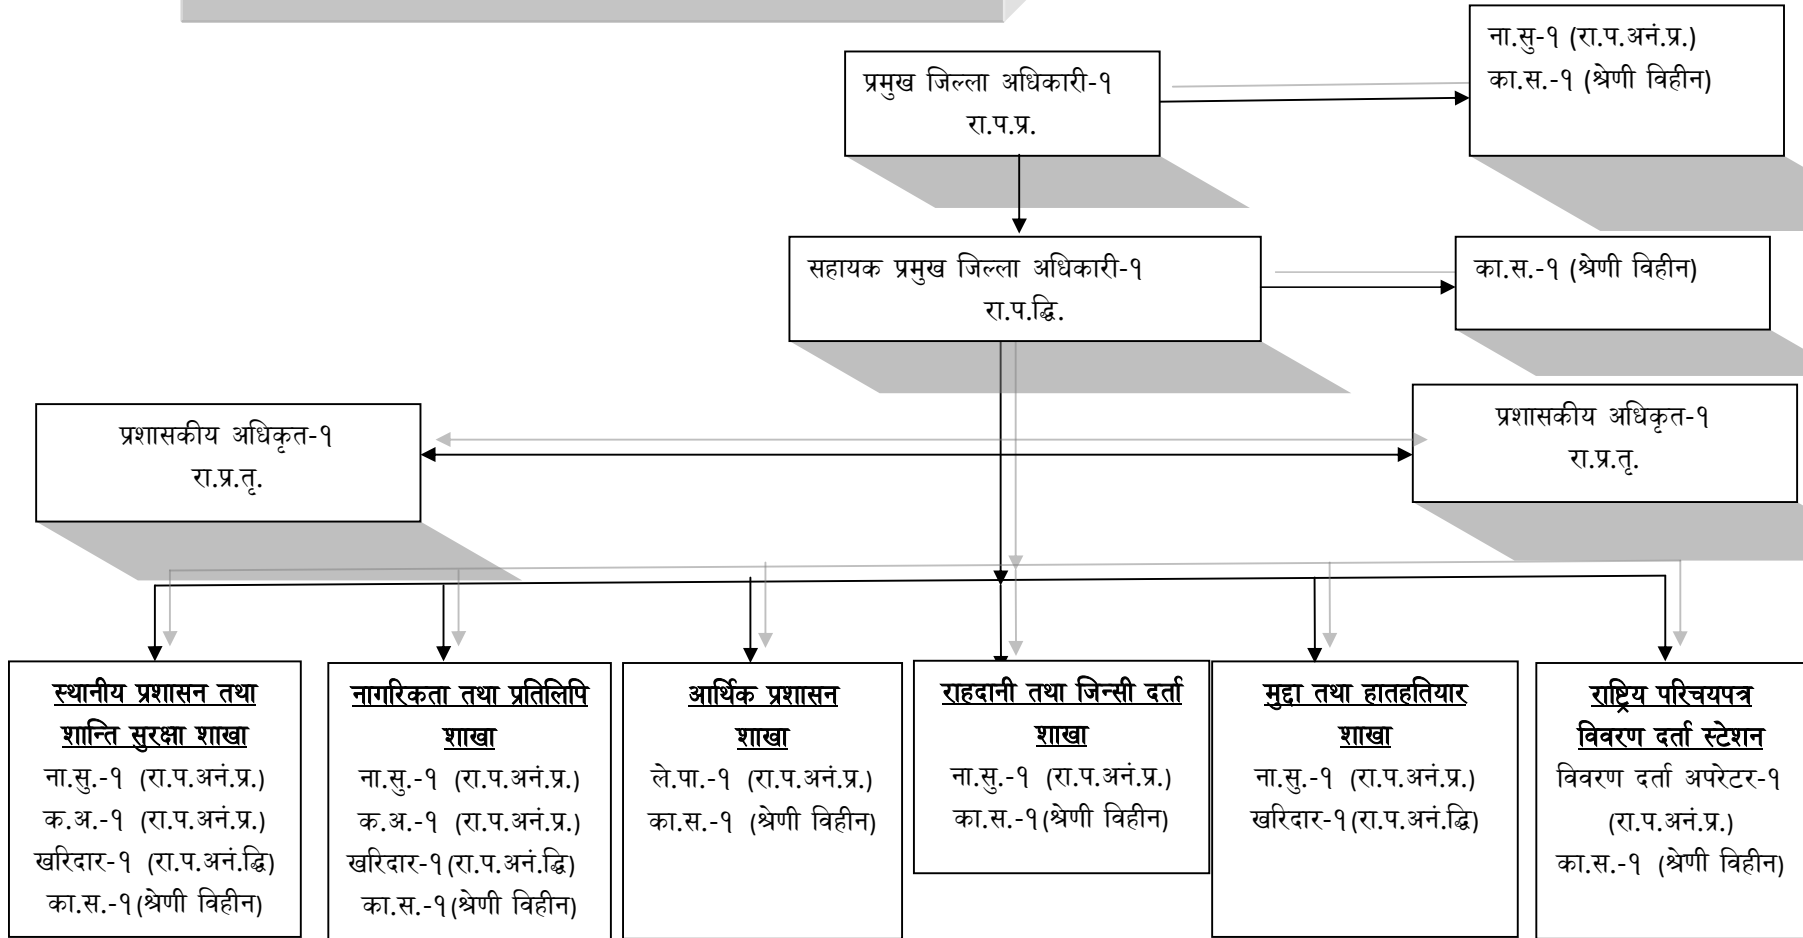 प्रमुख जिल्ला अधिकारी-१
रा.प.प्र.
ना.सु-१ (रा.प.अनं.प्र.)
का.स.-१ (श्रेणी विहीन)
सहायक प्रमुख जिल्ला अधिकारी-१
रा.प.द्धि.
का.स.-१ (श्रेणी विहीन)
प्रशासकीय अधिकृत-१
रा.प्र.तृ.
प्रशासकीय अधिकृत-१
रा.प्र.तृ.
स्थानीय प्रशासन तथा
शान्ति सुरक्षा शाखा
ना.सु.-१ (रा.प.अनं.प्र.)
क.अ.-१ (रा.प.अनं.प्र.)
खरिदार-१ (रा.प.अनं.द्धि)
का.स.-१(श्रेणी विहीन)
नागरिकता तथा प्रतिलिपि
शाखा
ना.सु.-१ (रा.प.अनं.प्र.)
क.अ.-१ (रा.प.अनं.प्र.)
खरिदार-१(रा.प.अनं.द्धि)
का.स.-१(श्रेणी विहीन)
आर्थिक प्रशासन
शाखा
ले.पा.-१ (रा.प.अनं.प्र.)
का.स.-१ (श्रेणी विहीन)
राहदानी तथा जिन्सी दर्ता
शाखा
ना.सु.-१ (रा.प.अनं.प्र.)
का.स.-१(श्रेणी विहीन)
मुद्दा तथा हातहतियार
शाखा
ना.सु.-१ (रा.प.अनं.प्र.)
खरिदार-१(रा.प.अनं.द्धि)
राष्ट्रिय परिचयपत्र
विवरण दर्ता स्टेशन
विवरण दर्ता अपरेटर-१
(रा.प.अनं.प्र.)
का.स.-१ (श्रेणी विहीन)